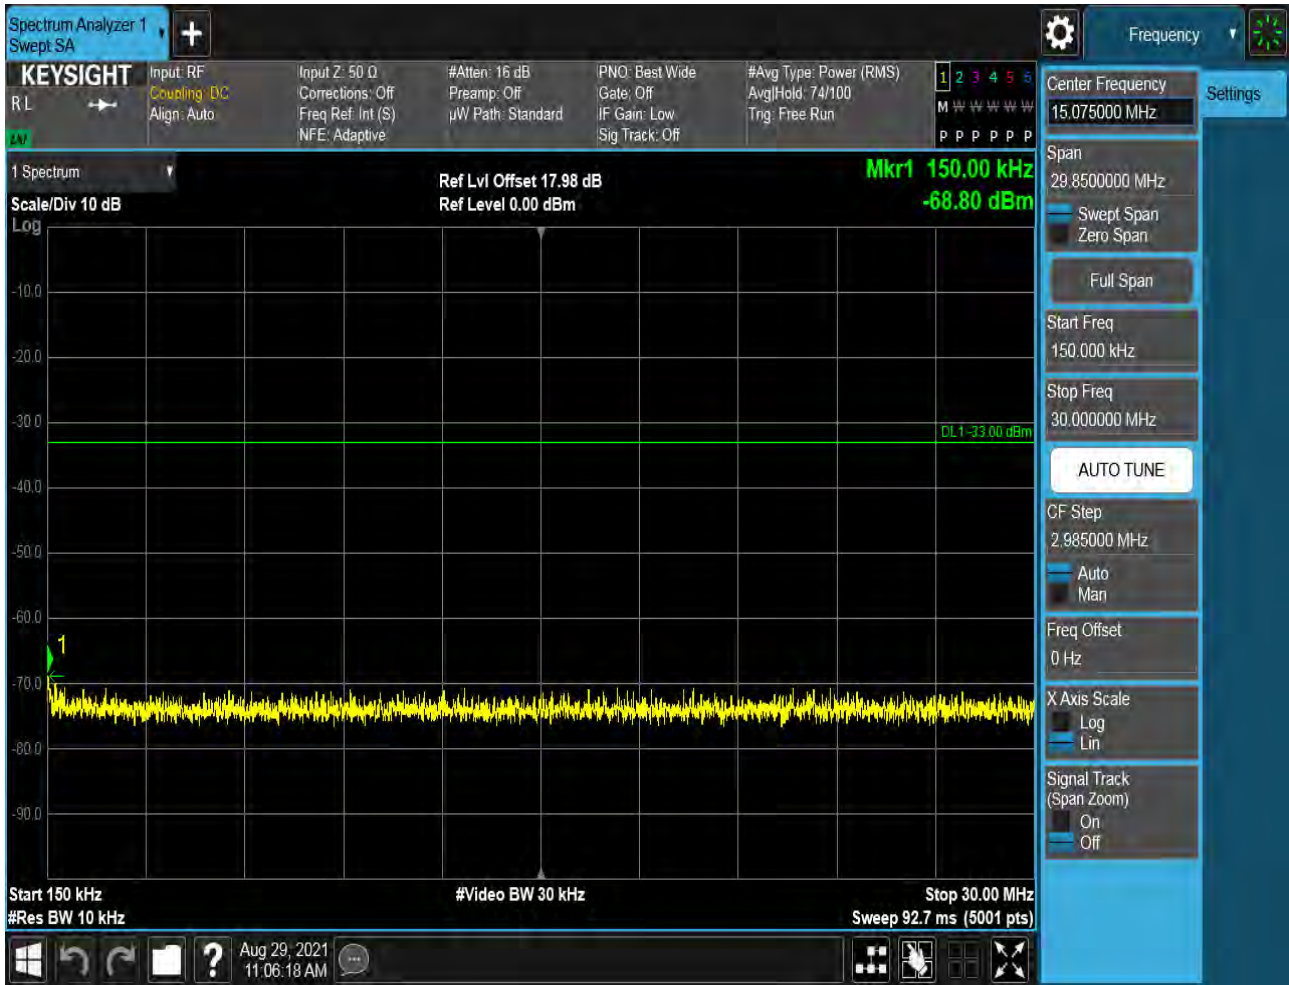 Spectrum Analyzer 1
Swept SA
Frequency
KEYSIGHT
R L
LNI
Input: RF
Coupling: DC
Align: Auto
Input Z: 50 Ω
Corrections: Off
Freq Ref: Int (S)
NFE: Adaptive
#Atten: 16 dB
Preamp: Off
µW Path: Standard
PNO: Best Wide
Gate: Off
IF Gain: Low
Sig Track: Off
#Avg Type: Power (RMS)
Avg|Hold: 74/100
Trig: Free Run
1 2 3 4 5 6
M W W W W W
P P P P P P
1 Spectrum
Scale/Div 10 dB
Log
Ref Lvl Offset 17.98 dB
Ref Level 0.00 dBm
Mkr1 150.00 kHz
-68.80 dBm
-10.0
-20.0
-30.0
DL1 -33.00 dBm
-40.0
-50.0
-60.0
1
-70.0
-80.0
-90.0
Start 150 kHz
#Res BW 10 kHz
#Video BW 30 kHz
Stop 30.00 MHz
Sweep 92.7 ms (5001 pts)
Center Frequency
15.075000 MHz
Settings
Span
29.8500000 MHz
Swept Span
Zero Span
Full Span
Start Freq
150.000 kHz
Stop Freq
30.000000 MHz
AUTO TUNE
CF Step
2.985000 MHz
Auto
Man
Freq Offset
0 Hz
X Axis Scale
Log
Lin
Signal Track
(Span Zoom)
On
Off
?
Aug 29, 2021
11:06:18 AM